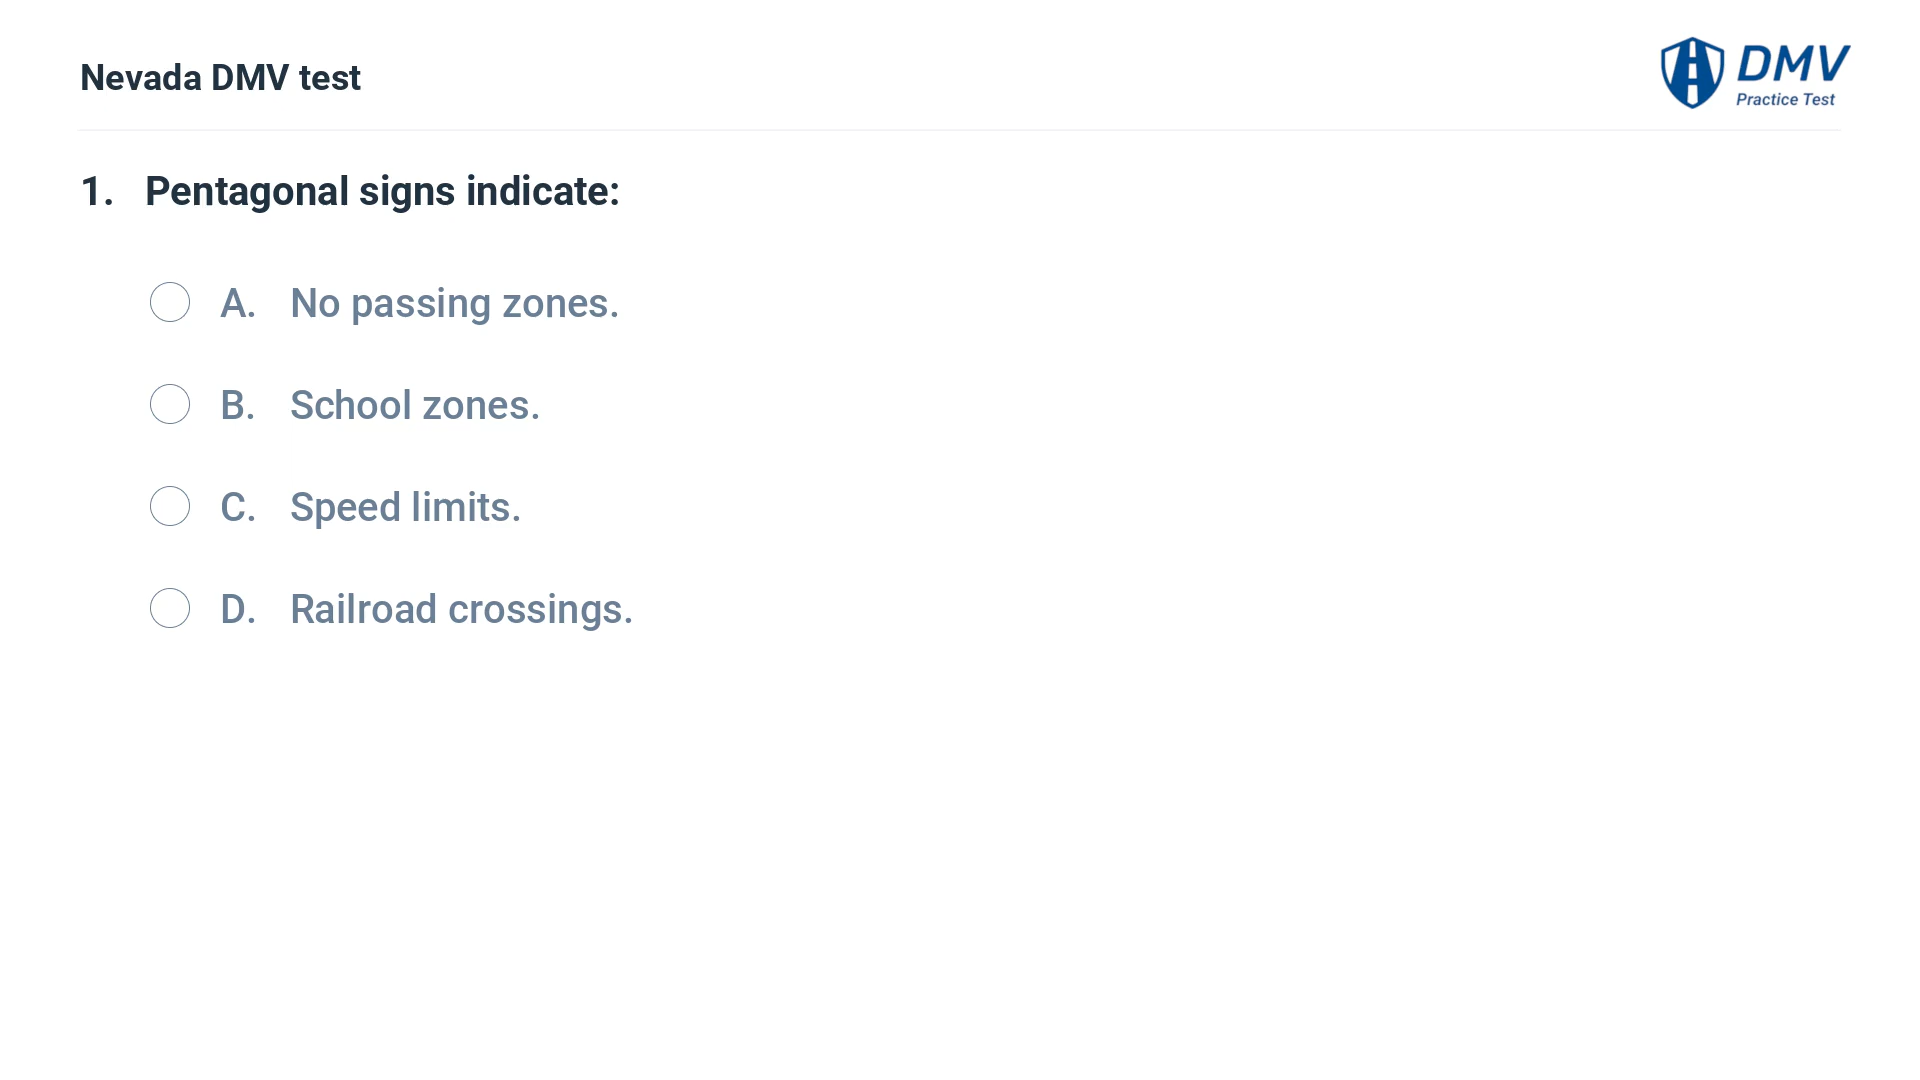 Nevada DMV test
DMV
Practice Test
1. Pentagonal signs indicate:
A. No passing zones.
B. School zones.
C. Speed limits.
D. Railroad crossings.